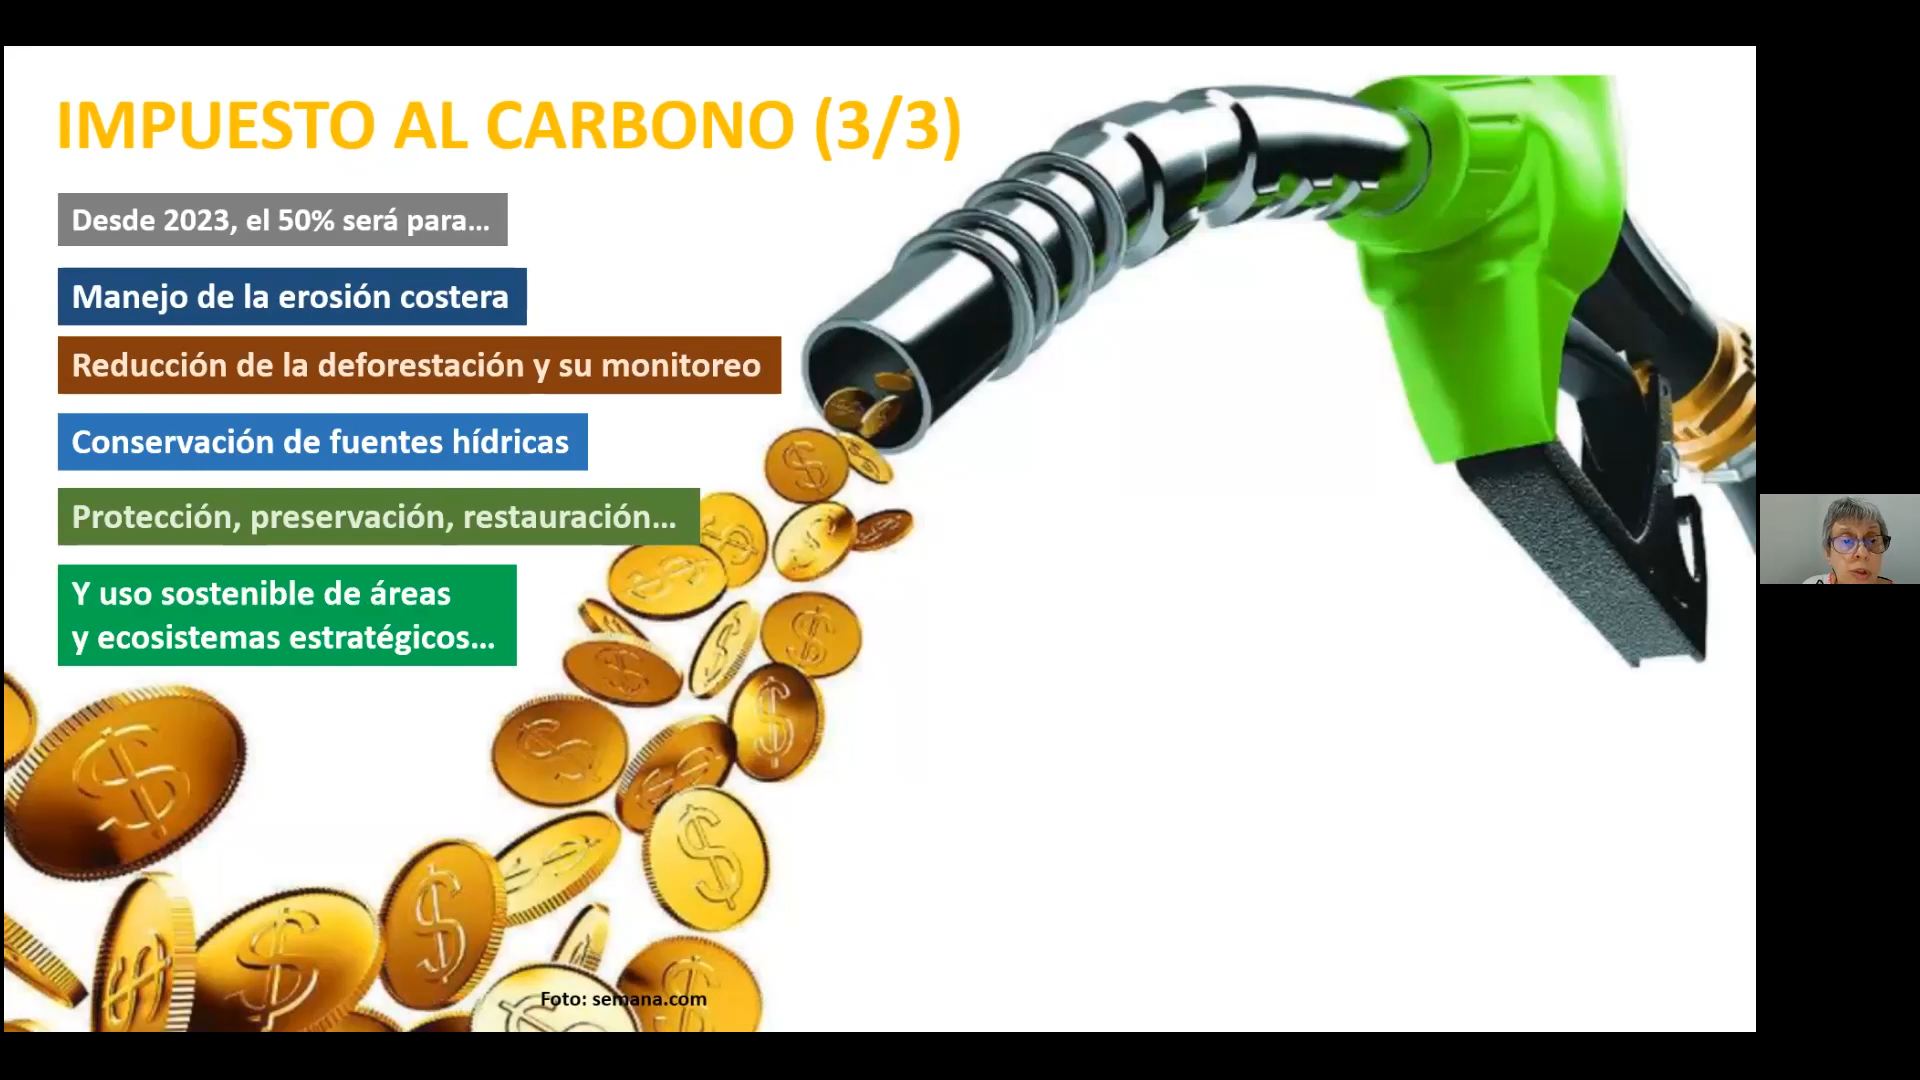 IMPUESTO AL CARBONO (3/3)
Desde 2023, el 50% será para...
Manejo de la erosión costera
Reducción de la deforestación y su monitoreo
Conservación de fuentes hídricas
Protección, preservación, restauración...
Y uso sostenible de áreas
y ecosistemas estratégicos...
Foto: semana.com